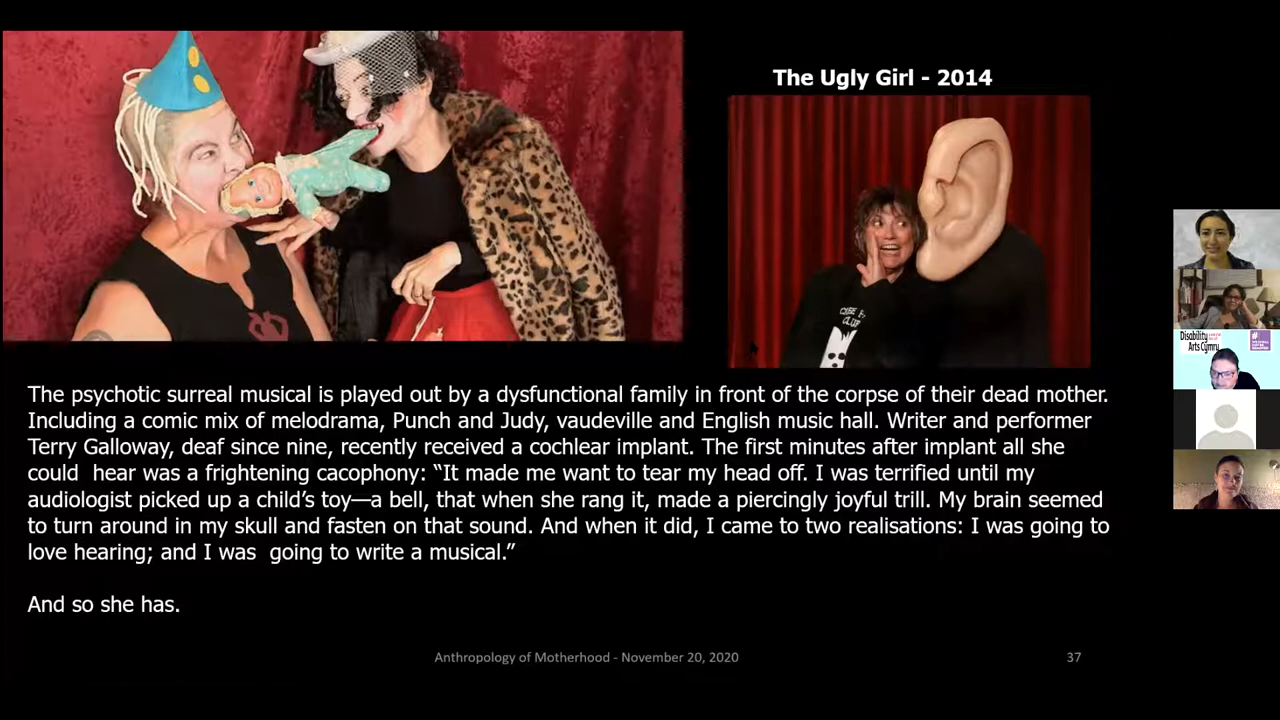 The Ugly Girl - 2014
The psychotic surreal musical is played out by a dysfunctional family in front of the corpse of their dead mother.
Including a comic mix of melodrama, Punch and Judy, vaudeville and English music hall. Writer and performer
Terry Galloway, deaf since nine, recently received a cochlear implant. The first minutes after implant all she
could  hear was a frightening cacophony: “It made me want to tear my head off. I was terrified until my
audiologist picked up a child’s toy—a bell, that when she rang it, made a piercingly joyful trill. My brain seemed
to turn around in my skull and fasten on that sound. And when it did, I came to two realisations: I was going to
love hearing; and I was  going to write a musical.”
And so she has.
Anthropology of Motherhood - November 20, 2020
37
Disability
Arts Cymru